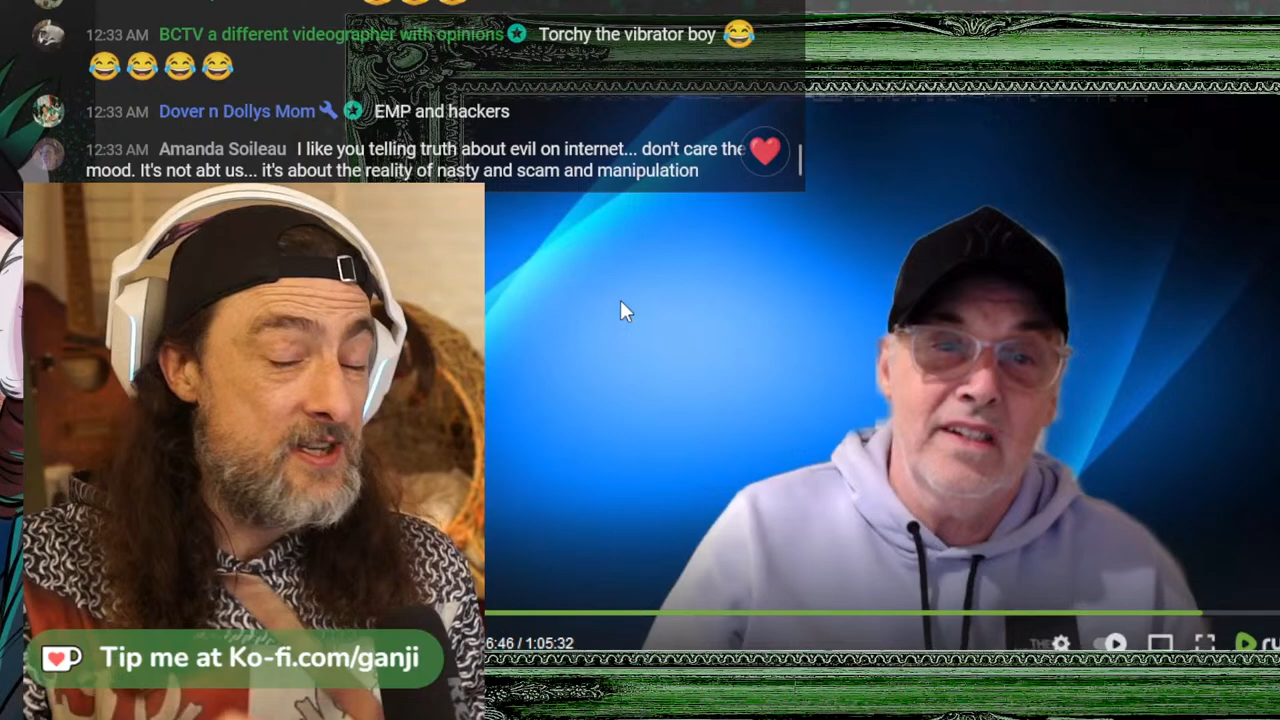 12:33 AM BCTV a different videographer with opinions Torchy the vibrator boy 😂
😂😂😂😂
12:33 AM Dover n Dollys Mom EMP and hackers
12:33 AM Amanda Soileau I like you telling truth about evil on internet... don't care the
mood. It's not abt us... it's about the reality of nasty and scam and manipulation
6:46 / 1:05:32
Tip me at Ko-fi.com/ganji